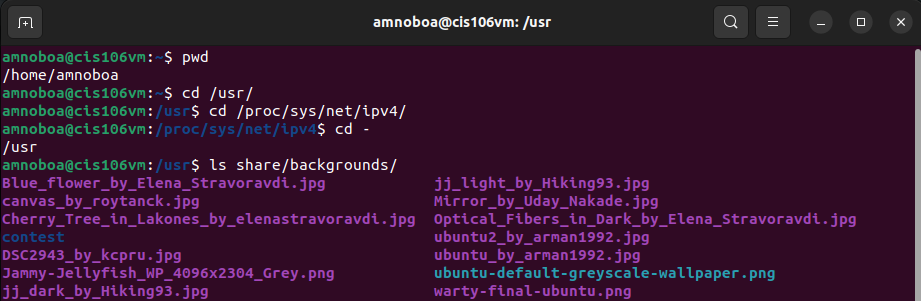 amnoboa@cis106vm: /usr
amnoboa@cis106vm:~$ pwd
/home/amnoboa
amnoboa@cis106vm:~$ cd /usr/
amnoboa@cis106vm:/usr$ cd /proc/sys/net/ipv4/
amnoboa@cis106vm:/proc/sys/net/ipv4$ cd -
/usr
amnoboa@cis106vm:/usr$ ls share/backgrounds/
Blue_flower_by_Elena_Stravoravdi.jpg jj_light_by_Hiking93.jpg
canvas_by_roytanck.jpg Mirror_by_Uday_Nakade.jpg
Cherry_Tree_in_Lakones_by_elenastravoravdi.jpg Optical_Fibers_in_Dark_by_Elena_Stravoravdi.jpg
contest ubuntu2_by_arman1992.jpg
DSC2943_by_kcpru.jpg ubuntu_by_arman1992.jpg
Jammy-Jellyfish_WP_4096x2304_Grey.png ubuntu-default-greyscale-wallpaper.png
jj_dark_by_Hiking93.jpg warty-final-ubuntu.png